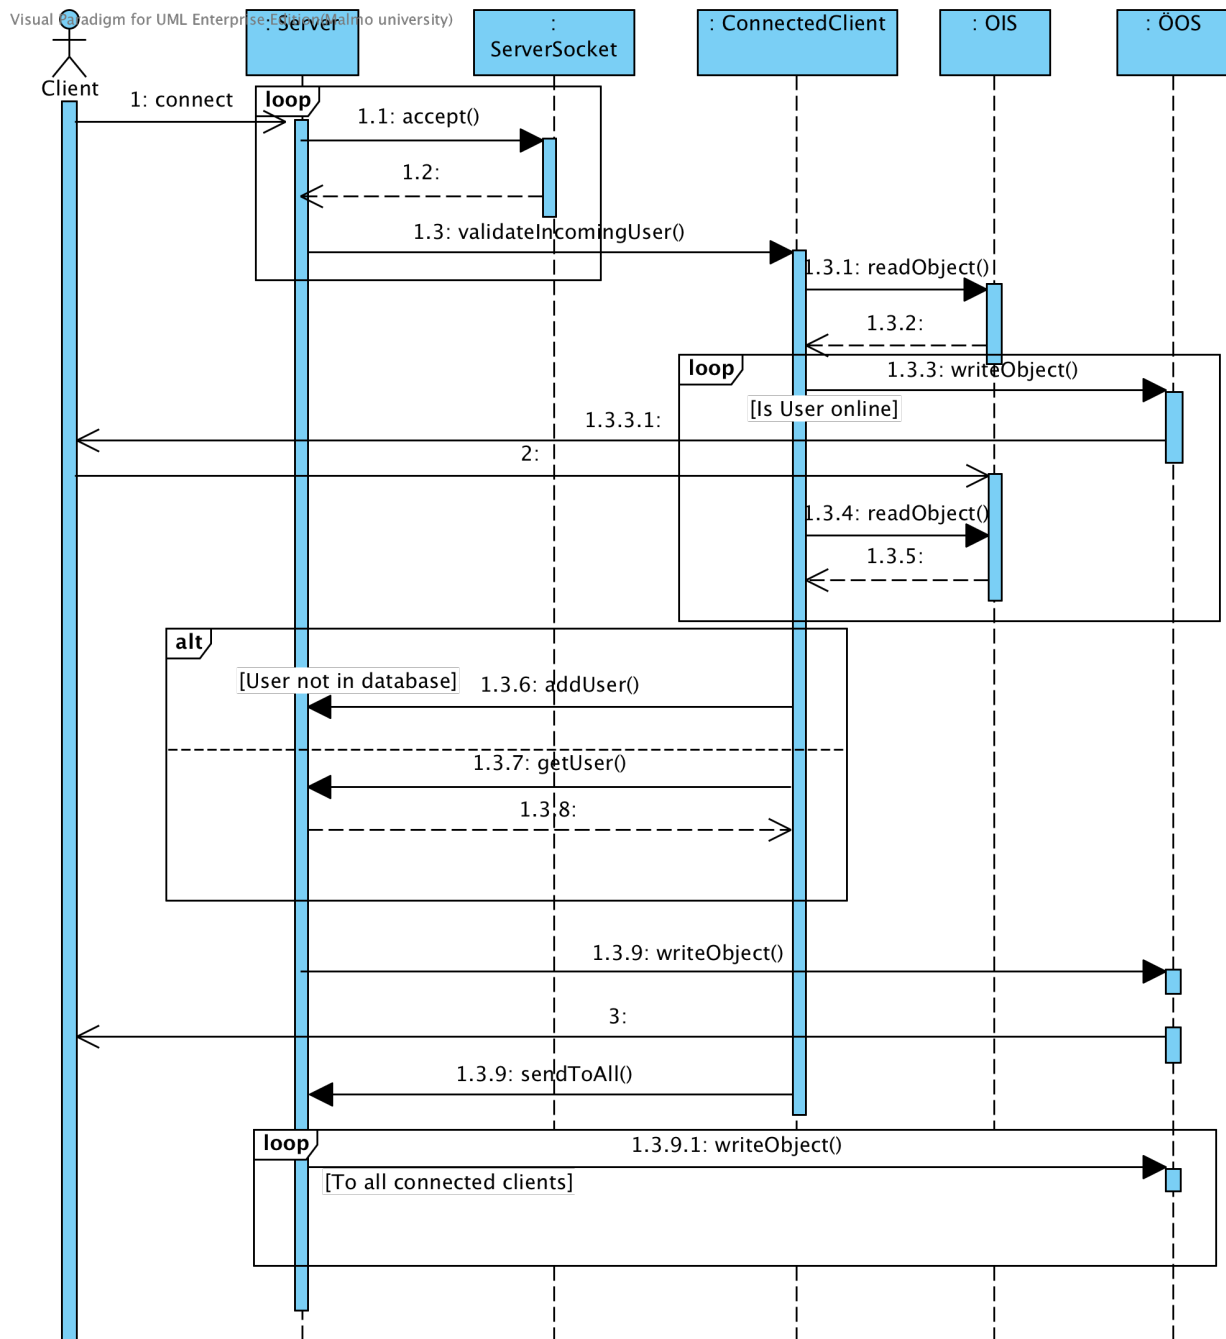 Visual Paradigm for UML Enterprise Edition(Malmo university)
Client
: Server
:
ServerSocket
: ConnectedClient
: OIS
: ÖOS
loop
1: connect
1.1: accept()
1.2:
1.3: validateIncomingUser()
1.3.1: readObject()
1.3.2:
loop
1.3.3: writeObject()
[Is User online]
1.3.3.1:
2:
1.3.4: readObject()
1.3.5:
alt
[User not in database]
1.3.6: addUser()
1.3.7: getUser()
1.3.8:
1.3.9: writeObject()
3:
1.3.9: sendToAll()
loop
1.3.9.1: writeObject()
[To all connected clients]